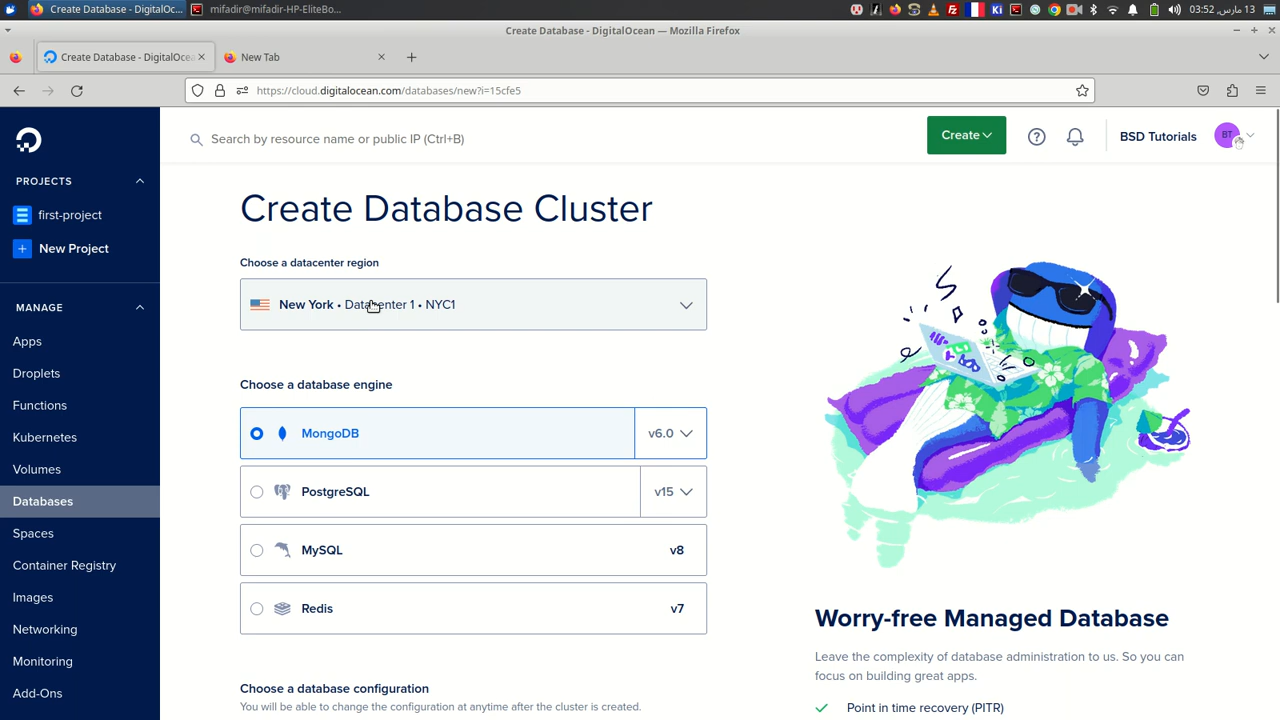 Create Database - DigitalOc...
mifadir@mifadir-HP-EliteBo...
03:52 ,13 مارس
Create Database - DigitalOcean — Mozilla Firefox
Create Database - DigitalOcea
New Tab
https://cloud.digitalocean.com/databases/new?i=15cfe5
Search by resource name or public IP (Ctrl+B)
Create
BSD Tutorials
BT
PROJECTS
first-project
New Project
MANAGE
Apps
Droplets
Functions
Kubernetes
Volumes
Databases
Spaces
Container Registry
Images
Networking
Monitoring
Add-Ons
Create Database Cluster
Choose a datacenter region
New York • Datacenter 1 • NYC1
Choose a database engine
MongoDB
v6.0
PostgreSQL
v15
MySQL
v8
Redis
v7
Choose a database configuration
You will be able to change the configuration at anytime after the cluster is created.
Worry-free Managed Database
Leave the complexity of database administration to us. So you can
focus on building great apps.
Point in time recovery (PITR)